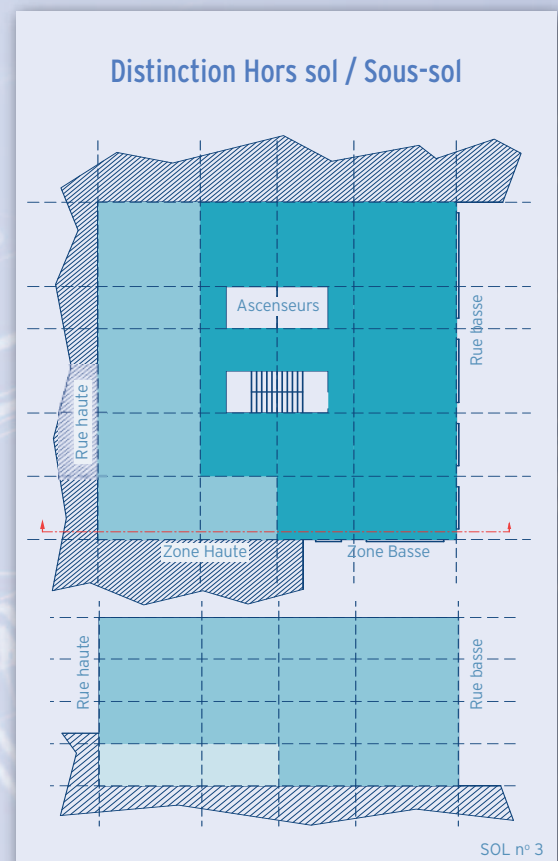 Distinction Hors sol / Sous-sol
Ascenseurs
Rue basse
Rue haute
Zone Haute
Zone Basse
Rue haute
Rue basse
SOL nº 3